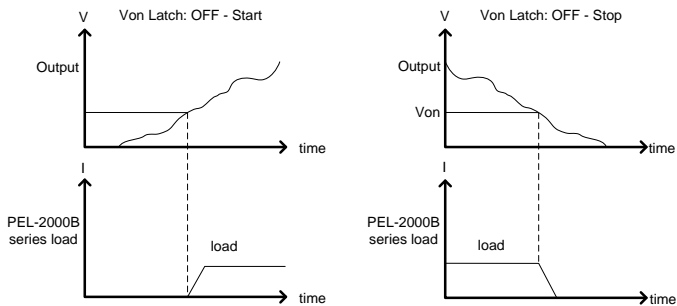 V Von Latch: OFF - Start
Output
time
I
PEL-2000B
series load
load
time
V Von Latch: OFF - Stop
Output
Von
time
I
PEL-2000B
series load
load
time